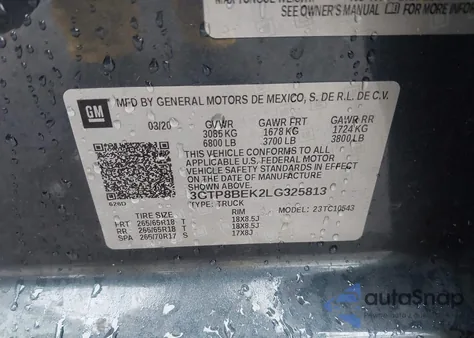 SEE OWNER'S MANUAL FOR MORE INFOR
GM
MFD BY GENERAL MOTORS DE MEXICO, S. DE R.L. DE C.V.
03/20 GVWR GAWR FRT GAWR RR
3085 KG 1678 KG 1724 KG
6800 LB 3700 LB 3800 LB
THIS VEHICLE CONFORMS TO ALL
APPLICABLE U.S. FEDERAL MOTOR
VEHICLE SAFETY STANDARDS IN EFFECT
ON THE DATE OF MANUFACTURE SHOWN ABOVE.
3GTP8BEK2LG325813
TYPE: TRUCK 23TC10543
626D
TIRE SIZE RIM
FRT 265/65R18 T 18X8.5J
RR 265/65R18 T 18X8.5J
SPA 265/70R17 S 17X8J
autoSnap